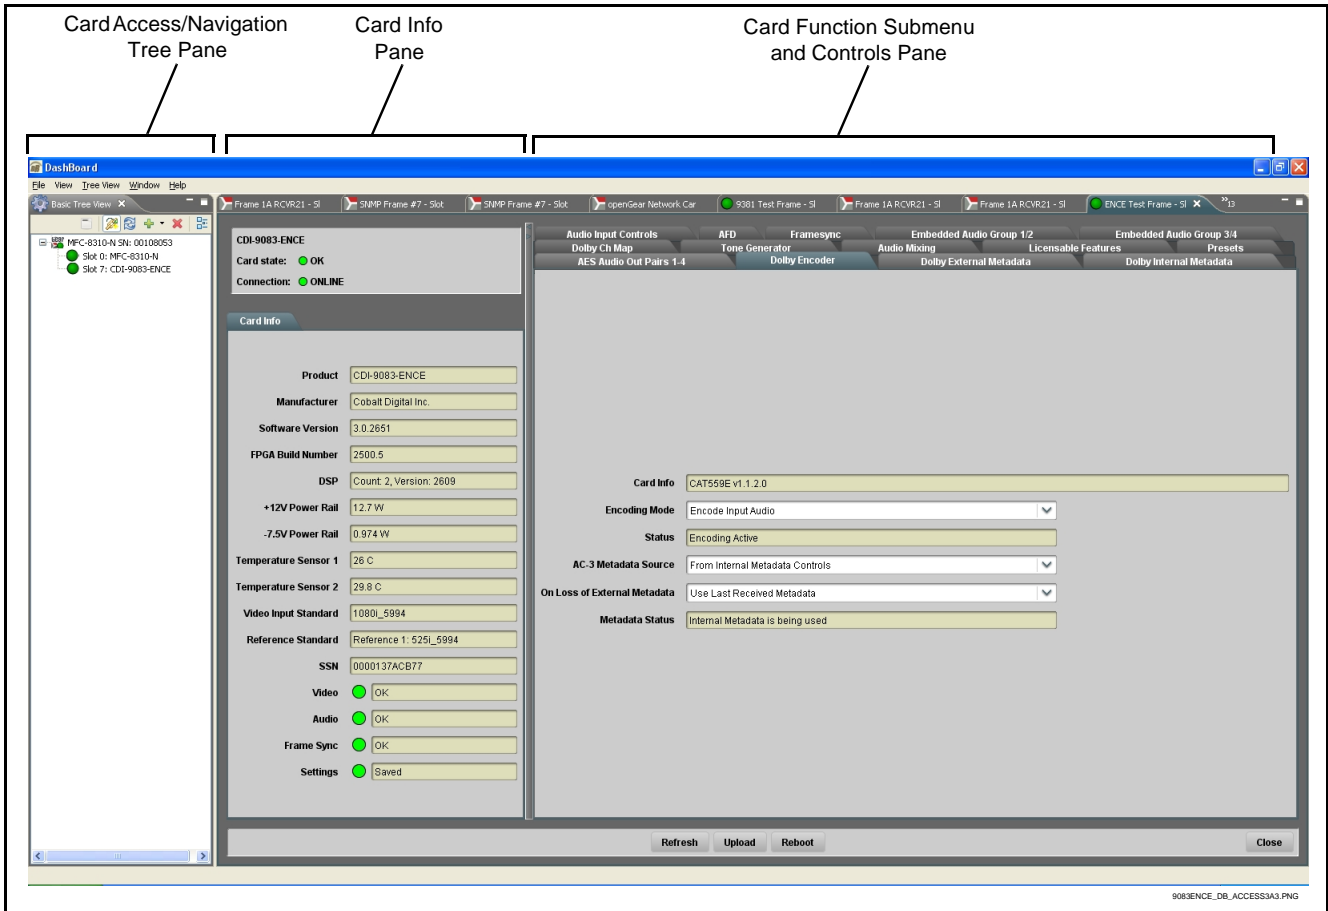 Card Access/Navigation
Tree Pane
Card Info
Pane
Card Function Submenu
and Controls Pane
DashBoard
File View Tree View Window Help
Basic Tree View
Frame 1A RCVR21 - Sl
SNMP Frame #7 - Slot
SNMP Frame #7 - Slot
openGear Network Car
9381 Test Frame - Sl
Frame 1A RCVR21 - Sl
Frame 1A RCVR21 - Sl
ENCE Test Frame - Sl
»13
MFC-8310-N SN: 00108053
Slot 0: MFC-8310-N
Slot 7: CDI-9083-ENCE
CDI-9083-ENCE
Card state: OK
Connection: ONLINE
Card Info
Product CDI-9083-ENCE
Manufacturer Cobalt Digital Inc.
Software Version 3.0.2651
FPGA Build Number 2500.5
DSP Count: 2, Version: 2609
+12V Power Rail 12.7 W
-7.5V Power Rail 0.974 W
Temperature Sensor 1 26 C
Temperature Sensor 2 29.8 C
Video Input Standard 1080i_5994
Reference Standard Reference 1: 525i_5994
SSN 0000137ACB77
Video OK
Audio OK
Frame Sync OK
Settings Saved
Audio Input Controls AFD Framesync Embedded Audio Group 1/2 Embedded Audio Group 3/4
Dolby Ch Map Tone Generator Audio Mixing Licensable Features Presets
AES Audio Out Pairs 1-4 Dolby Encoder Dolby External Metadata Dolby Internal Metadata
Card Info CAT559E v1.1.2.0
Encoding Mode Encode Input Audio
Status Encoding Active
AC-3 Metadata Source From Internal Metadata Controls
On Loss of External Metadata Use Last Received Metadata
Metadata Status Internal Metadata is being used
Refresh Upload Reboot Close
9083ENCE_DB_ACCESS3A3.PNG